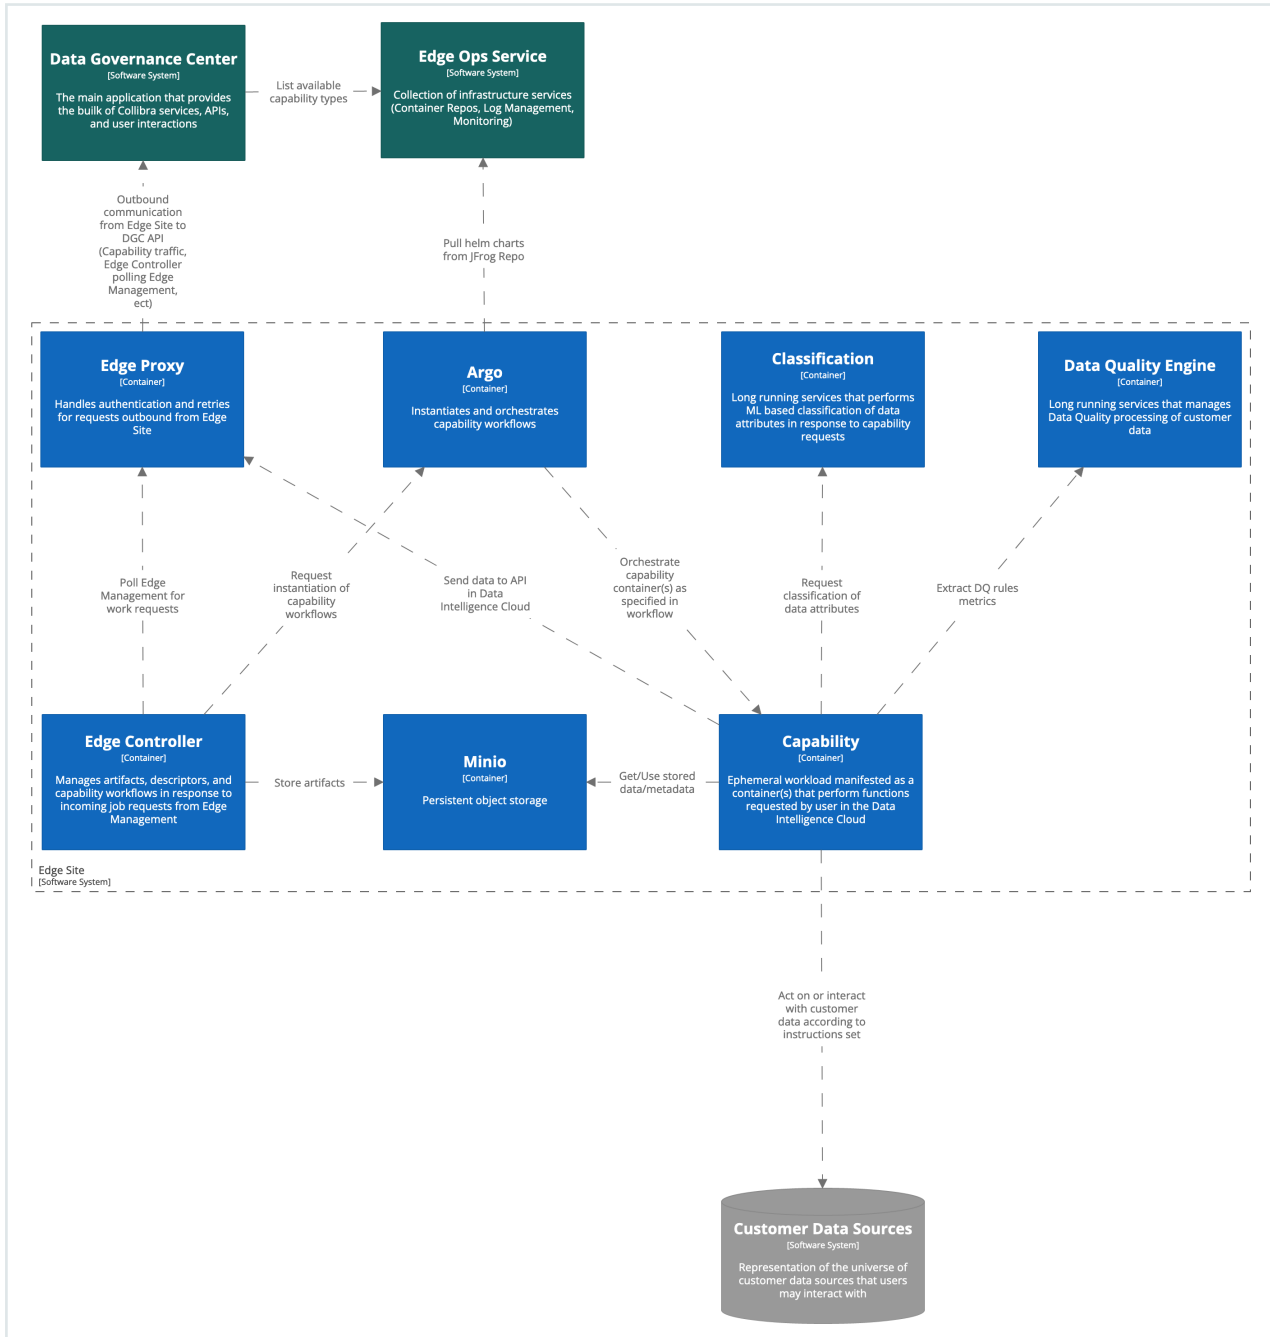 Data Governance Center
[Software System]
The main application that provides
the builk of Collibra services, APIs,
and user interactions
List available
capability types
Edge Ops Service
[Software System]
Collection of infrastructure services
(Container Repos, Log Management,
Monitoring)
Outbound
communication
from Edge Site to
DGC API
(Capability traffic,
Edge Controller
polling Edge
Management,
ect)
Pull helm charts
from JFrog Repo
Edge Proxy
[Container]
Handles authentication and retries
for requests outbound from Edge
Site
Argo
[Container]
Instantiates and orchestrates
capability workflows
Classification
[Container]
Long running services that performs
ML based classification of data
attributes in response to capability
requests
Data Quality Engine
[Container]
Long running services that manages
Data Quality processing of customer
data
Poll Edge
Management for
work requests
Request
instantiation of
capability
workflows
Send data to API
in Data
Intelligence Cloud
Orchestrate
capability
container(s) as
specified in
workflow
Request
classification of
data attributes
Extract DQ rules
metrics
Edge Controller
[Container]
Manages artifacts, descriptors, and
capability workflows in response to
incoming job requests from Edge
Management
Store artifacts
Minio
[Container]
Persistent object storage
Get/Use stored
data/metadata
Capability
[Container]
Ephemeral workload manifested as a
container(s) that perform functions
requested by user in the Data
Intelligence Cloud
Edge Site
[Software System]
Act on or interact
with customer
data according to
instructions set
Customer Data Sources
[Software System]
Representation of the universe of
customer data sources that users
may interact with